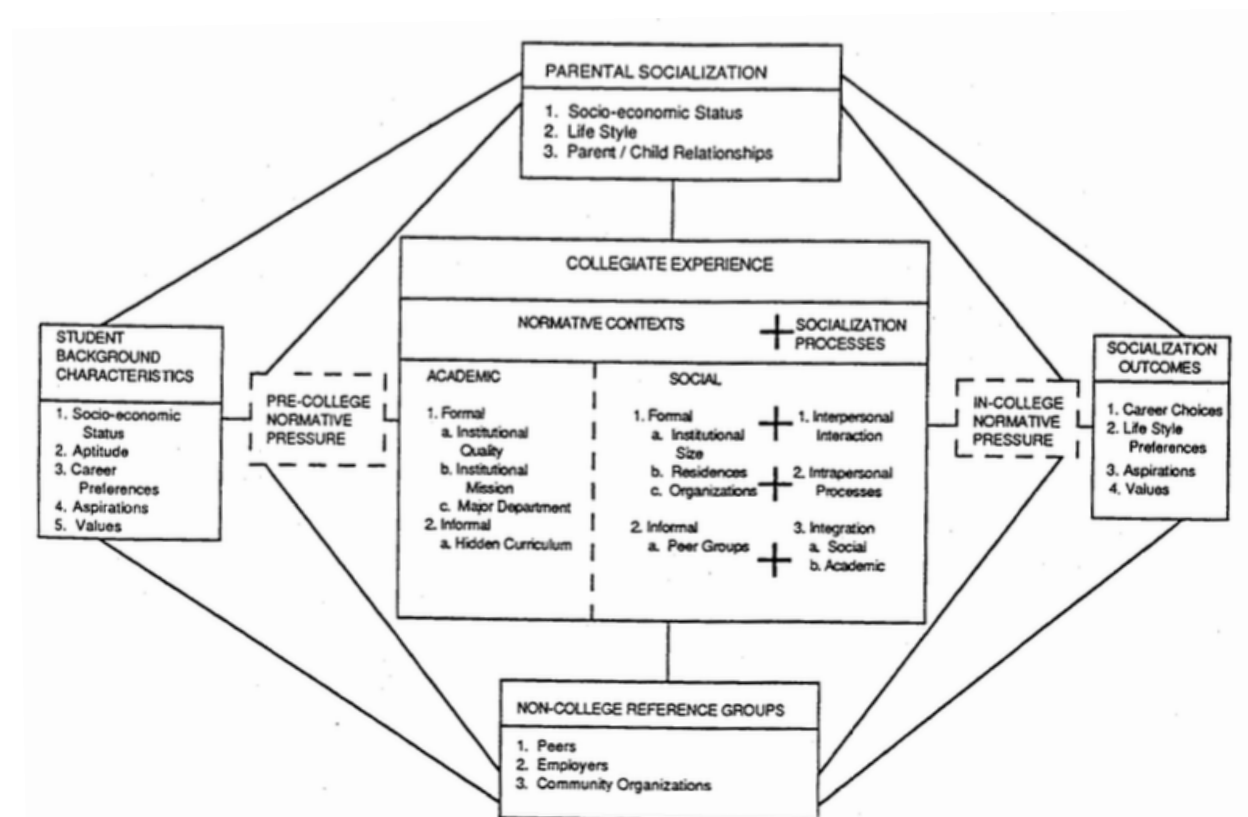 PARENTAL SOCIALIZATION
1. Socio-economic Status
2. Life Style
3. Parent / Child Relationships
COLLEGIATE EXPERIENCE
NORMATIVE CONTEXTS
+ SOCIALIZATION
PROCESSES
STUDENT
BACKGROUND
CHARACTERISTICS
1. Socio-economic
Status
2. Aptitude
3. Career
Preferences
4. Aspirations
5. Values
PRE-COLLEGE
NORMATIVE
PRESSURE
ACADEMIC
1. Formal
a. Institutional
Quality
b. Institutional
Mission
c. Major Department
2. Informal
a. Hidden Curriculum
SOCIAL
1. Formal
a. Institutional
Size
b. Residences
c. Organizations
2. Informal
a. Peer Groups
+ 1. Interpersonal
Interaction
+ 2. Intrapersonal
Processes
3. Integration
+ a. Social
b. Academic
IN-COLLEGE
NORMATIVE
PRESSURE
SOCIALIZATION
OUTCOMES
1. Career Choices
2. Life Style
Preferences
3. Aspirations
4. Values
NON-COLLEGE REFERENCE GROUPS
1. Peers
2. Employers
3. Community Organizations